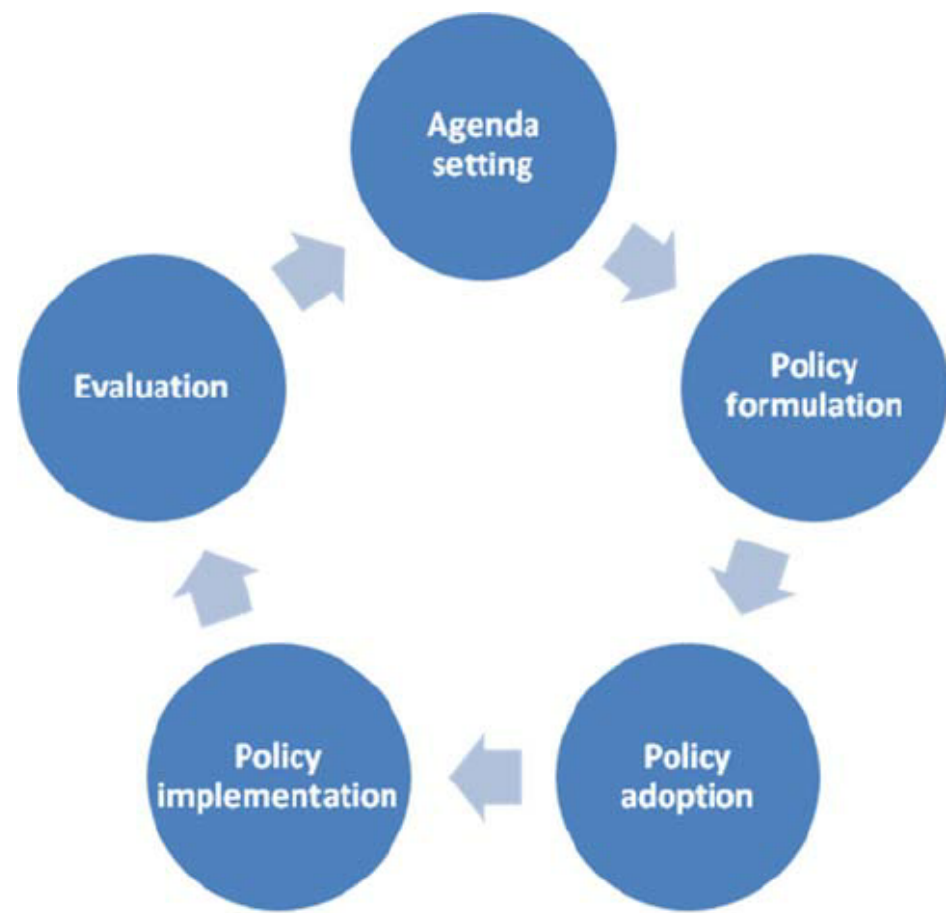 Agenda
setting
Policy
formulation
Policy
adoption
Policy
implementation
Evaluation